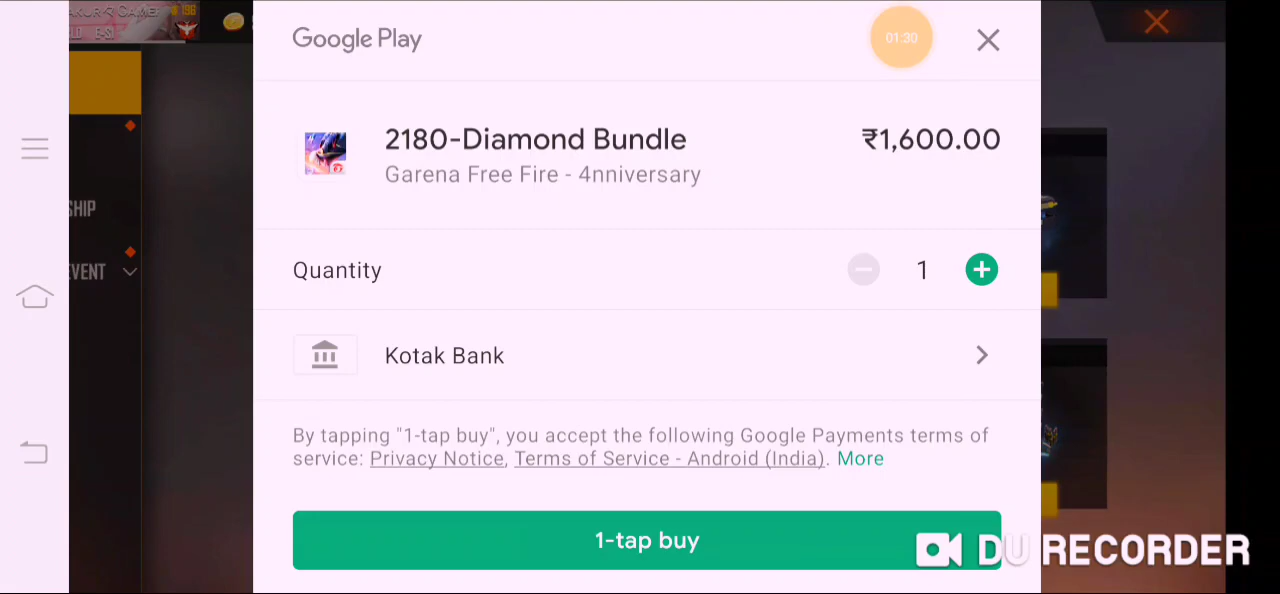 Google Play
01:30
2180-Diamond Bundle
₹1,600.00
Garena Free Fire - 4nniversary
Quantity
1
Kotak Bank
By tapping "1-tap buy", you accept the following Google Payments terms of
service: Privacy Notice, Terms of Service - Android (India). More
1-tap buy
DU RECORDER
SHIP
EVENT